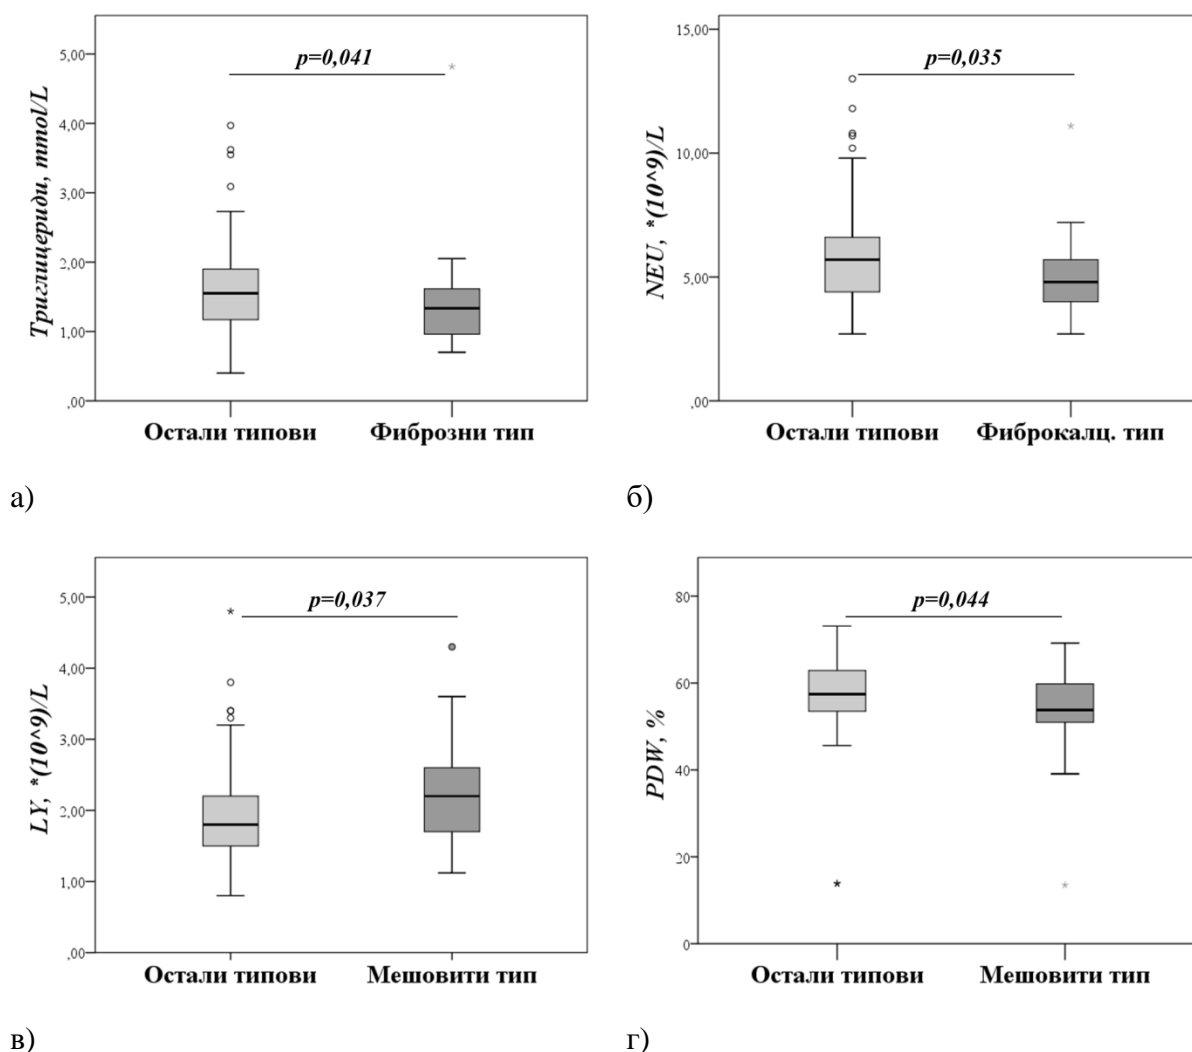 p=0,041
5,00
4,00
3,00
2,00
1,00
,00
Триглицериди, mmol/L
Остали типови Фиброзни тип
а)
p=0,035
15,00
10,00
5,00
,00
NEU, *(10^9)/L
Остали типови Фиброкалц. тип
б)
p=0,037
5,00
4,00
3,00
2,00
1,00
,00
LY, *(10^9)/L
Остали типови Мешовити тип
в)
p=0,044
80
60
40
20
0
PDW, %
Остали типови Мешовити тип
г)